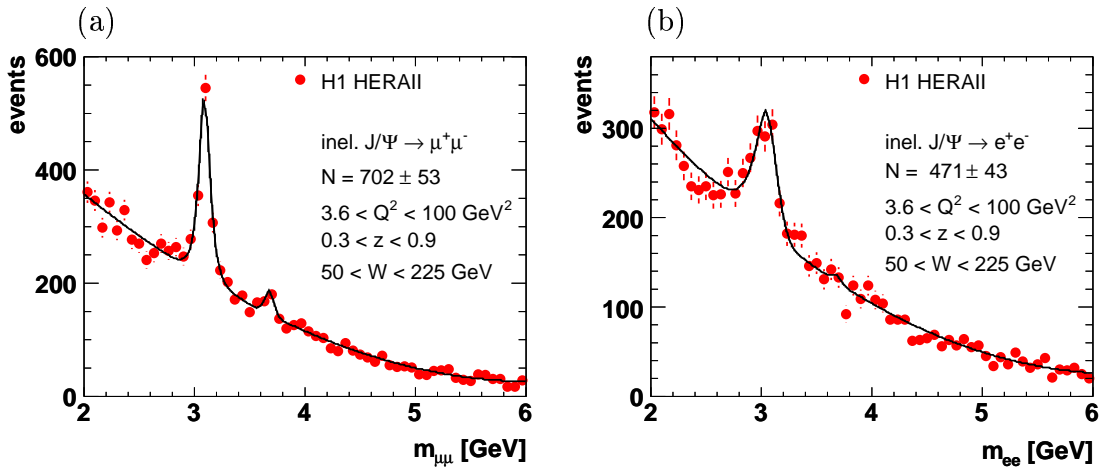 (a)
events
600
400
200
0
2 3 4 5 6
m_μμ [GeV]
H1 HERAII
inel. J/Ψ → μ⁺μ⁻
N = 702 ± 53
3.6 < Q² < 100 GeV²
0.3 < z < 0.9
50 < W < 225 GeV
(b)
events
300
200
100
0
2 3 4 5 6
m_ee [GeV]
H1 HERAII
inel. J/Ψ → e⁺e⁻
N = 471 ± 43
3.6 < Q² < 100 GeV²
0.3 < z < 0.9
50 < W < 225 GeV